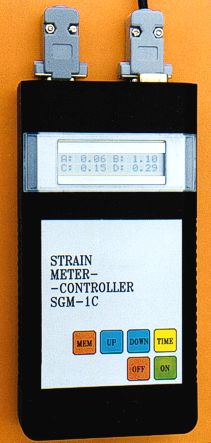 A: 0.06 B: 1.10
C: 0.15 D: 0.29
STRAIN
METER-
-CONTROLLER
SGM-1C
MEM UP DOWN TIME
OFF ON